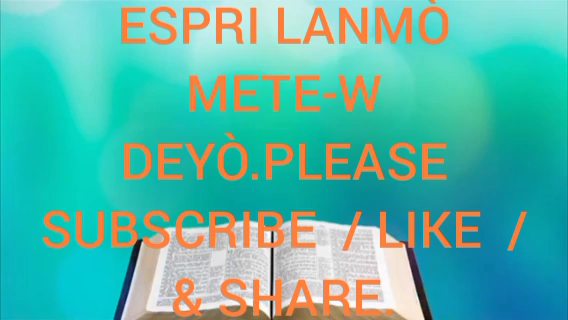 ESPRI LANMÒ
METE-W
DEYÒ.PLEASE
SUBSCRIBE / LIKE /
& SHARE.